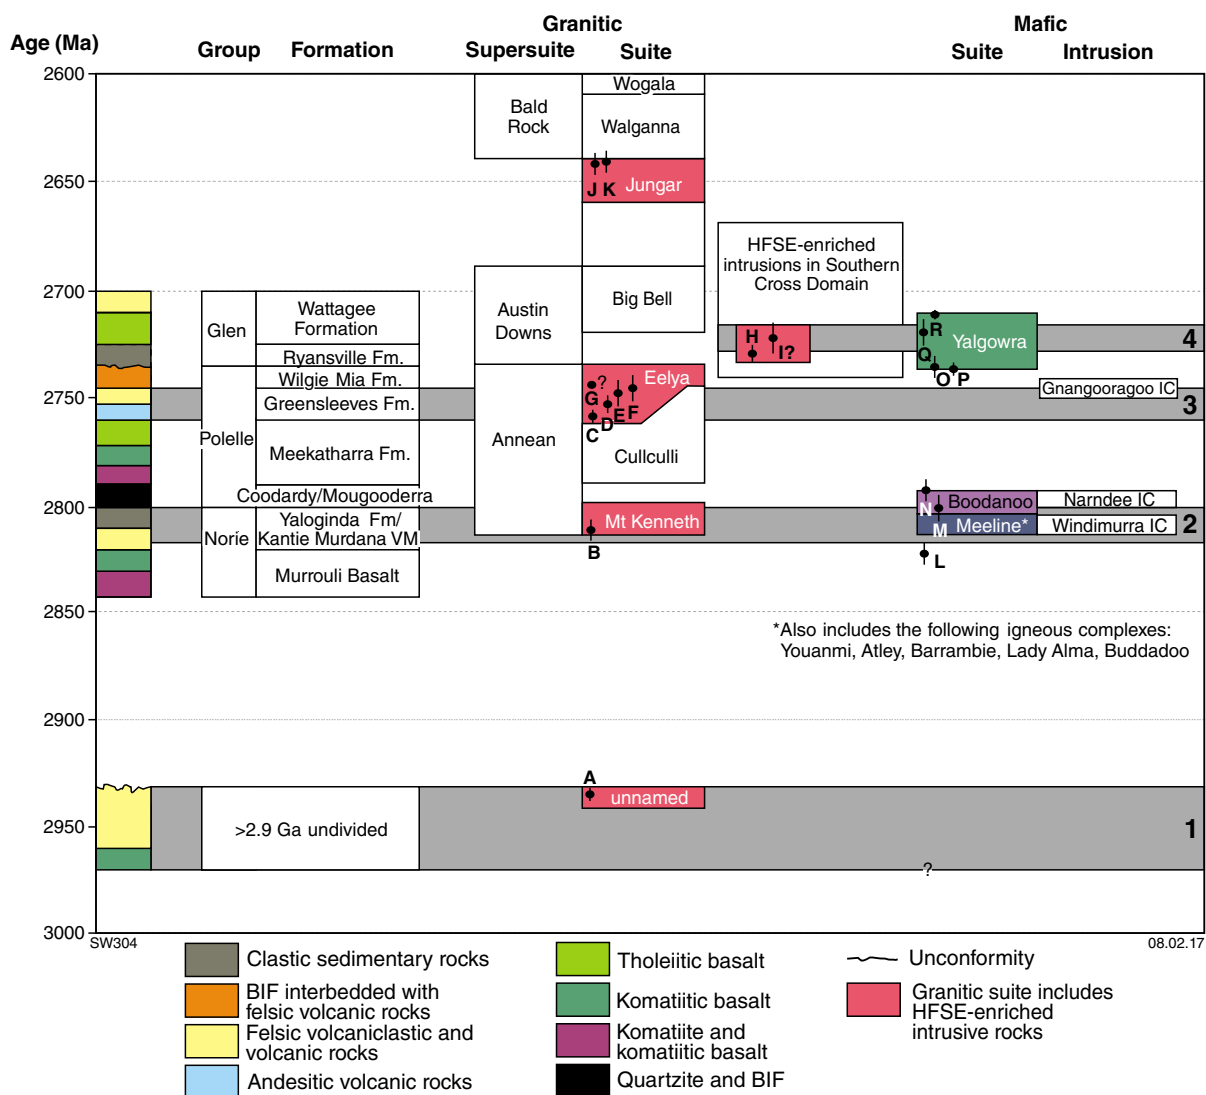 Granitic
Mafic
Age (Ma)
Group
Formation
Supersuite
Suite
Suite
Intrusion
2600
2650
2700
2750
2800
2850
2900
2950
3000
Glen
Polelle
Norie
Wattagee
Formation
Ryansville Fm.
Wilgie Mia Fm.
Greensleeves Fm.
Meekatharra Fm.
Coodardy/Mougooderra
Yaloginda Fm/
Kantie Murdana VM
Murrouli Basalt
>2.9 Ga undivided
Bald
Rock
Austin
Downs
Annean
Wogala
Walganna
J K Jungar
Big Bell
Eelya
?
G
D
E
F
C
Cullculli
Mt Kenneth
B
A
unnamed
HFSE-enriched
intrusions in Southern
Cross Domain
H
I?
R
Yalgowra
Q
O P
4
Gnangooragoo IC
3
Boodanoo
Narndee IC
N
Meeline*
Windimurra IC
M
2
L
*Also includes the following igneous complexes:
Youanmi, Atley, Barrambie, Lady Alma, Buddadoo
1
?
SW304
08.02.17
Clastic sedimentary rocks
BIF interbedded with
felsic volcanic rocks
Felsic volcaniclastic and
volcanic rocks
Andesitic volcanic rocks
Tholeiitic basalt
Komatiitic basalt
Komatiite and
komatiitic basalt
Quartzite and BIF
Unconformity
Granitic suite includes
HFSE-enriched
intrusive rocks